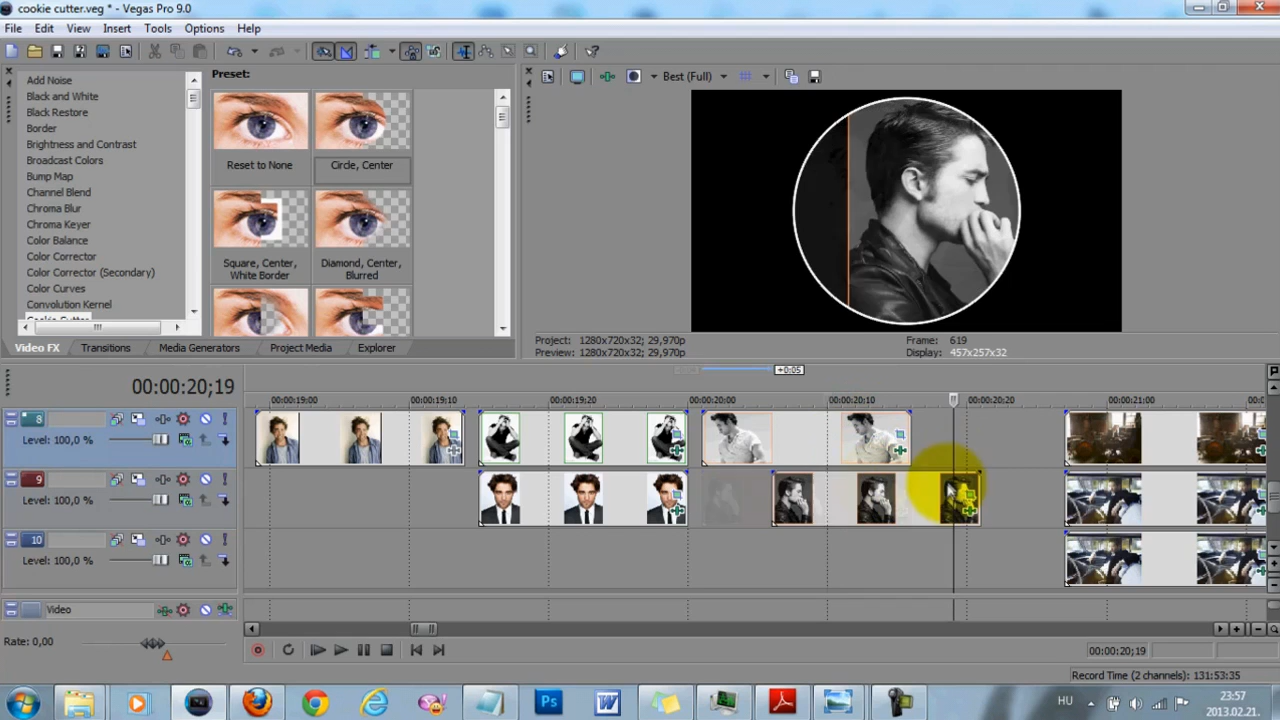 cookie cutter.veg * - Vegas Pro 9.0
File Edit View Insert Tools Options Help
Add Noise
Black and White
Black Restore
Border
Brightness and Contrast
Broadcast Colors
Bump Map
Channel Blend
Chroma Blur
Chroma Keyer
Color Balance
Color Corrector
Color Corrector (Secondary)
Color Curves
Convolution Kernel
Cookie Cutter
Preset:
Reset to None
Circle, Center
Square, Center,
White Border
Diamond, Center,
Blurred
Video FX Transitions Media Generators Project Media Explorer
Best (Full)
Project: 1280x720x32; 29,970p
Preview: 1280x720x32; 29,970p
Frame: 619
Display: 457x257x32
00:00:20;19
+0:05
00:00:19:00 00:00:19:10 00:00:19:20 00:00:20:00 00:00:20:10 00:00:20:20 00:00:21:00
8
Level: 100,0 %
9
Level: 100,0 %
10
Level: 100,0 %
Video
Rate: 0,00
00:00:20;19
Record Time (2 channels): 131:53:35
HU
23:57
2013.02.21.